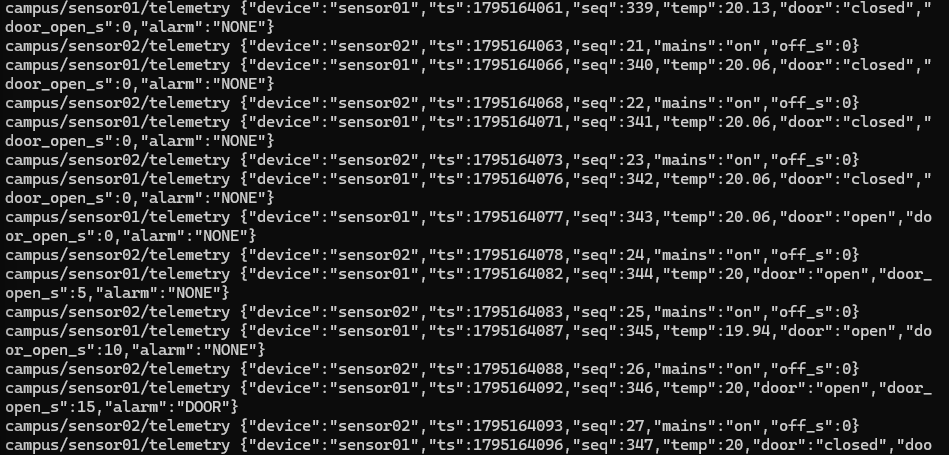 campus/sensor01/telemetry {"device":"sensor01","ts":1795164061,"seq":339,"temp":20.13,"door":"closed","
door_open_s":0,"alarm":"NONE"}
campus/sensor02/telemetry {"device":"sensor02","ts":1795164063,"seq":21,"mains":"on","off_s":0}
campus/sensor01/telemetry {"device":"sensor01","ts":1795164066,"seq":340,"temp":20.06,"door":"closed","
door_open_s":0,"alarm":"NONE"}
campus/sensor02/telemetry {"device":"sensor02","ts":1795164068,"seq":22,"mains":"on","off_s":0}
campus/sensor01/telemetry {"device":"sensor01","ts":1795164071,"seq":341,"temp":20.06,"door":"closed","
door_open_s":0,"alarm":"NONE"}
campus/sensor02/telemetry {"device":"sensor02","ts":1795164073,"seq":23,"mains":"on","off_s":0}
campus/sensor01/telemetry {"device":"sensor01","ts":1795164076,"seq":342,"temp":20.06,"door":"closed","
door_open_s":0,"alarm":"NONE"}
campus/sensor01/telemetry {"device":"sensor01","ts":1795164077,"seq":343,"temp":20.06,"door":"open","do
or_open_s":0,"alarm":"NONE"}
campus/sensor02/telemetry {"device":"sensor02","ts":1795164078,"seq":24,"mains":"on","off_s":0}
campus/sensor01/telemetry {"device":"sensor01","ts":1795164082,"seq":344,"temp":20,"door":"open","door_
open_s":5,"alarm":"NONE"}
campus/sensor02/telemetry {"device":"sensor02","ts":1795164083,"seq":25,"mains":"on","off_s":0}
campus/sensor01/telemetry {"device":"sensor01","ts":1795164087,"seq":345,"temp":19.94,"door":"open","do
or_open_s":10,"alarm":"NONE"}
campus/sensor02/telemetry {"device":"sensor02","ts":1795164088,"seq":26,"mains":"on","off_s":0}
campus/sensor01/telemetry {"device":"sensor01","ts":1795164092,"seq":346,"temp":20,"door":"open","door_
open_s":15,"alarm":"DOOR"}
campus/sensor02/telemetry {"device":"sensor02","ts":1795164093,"seq":27,"mains":"on","off_s":0}
campus/sensor01/telemetry {"device":"sensor01","ts":1795164096,"seq":347,"temp":20,"door":"closed","doo